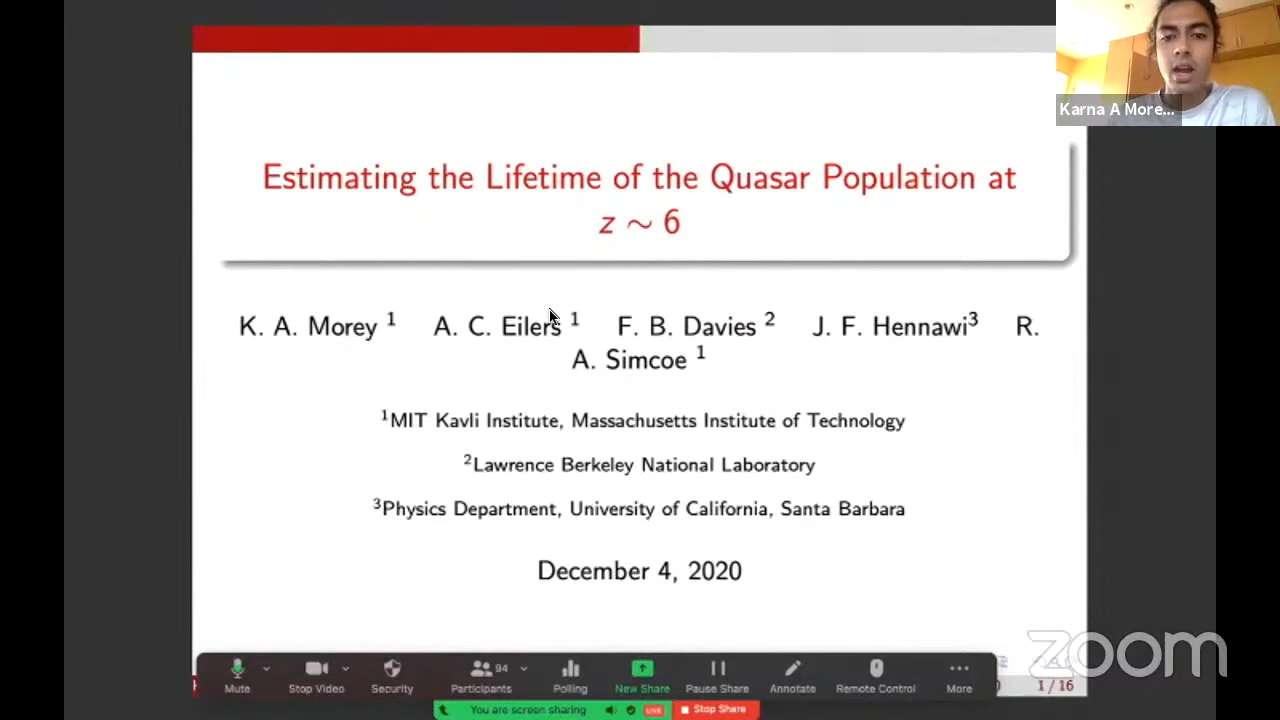 Karna A More...
Estimating the Lifetime of the Quasar Population at
z ∼ 6
K. A. Morey 1 A. C. Eilers 1 F. B. Davies 2 J. F. Hennawi3 R.
A. Simcoe 1
1MIT Kavli Institute, Massachusetts Institute of Technology
2Lawrence Berkeley National Laboratory
3Physics Department, University of California, Santa Barbara
December 4, 2020
zoom
94
Mute Stop Video Security Participants Polling New Share Pause Share Annotate Remote Control More
1 / 16
You are screen sharing LIVE Stop Share